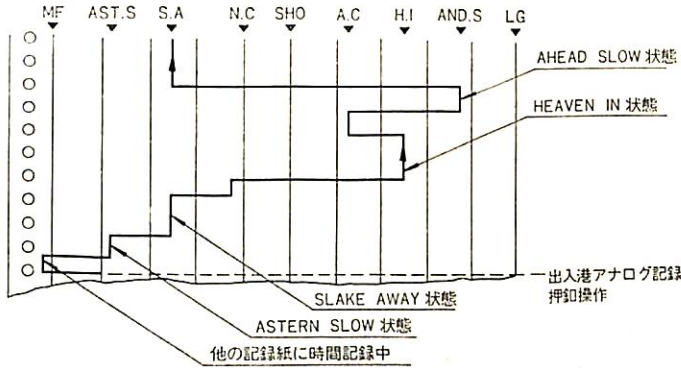 MF AST.S S.A N.C SHO A.C H.I AND.S LG
AHEAD SLOW 状態
HEAVEN IN 状態
出入港アナログ記録
押釦操作
SLAKE AWAY 状態
ASTERN SLOW 状態
他の記録紙に時間記録中